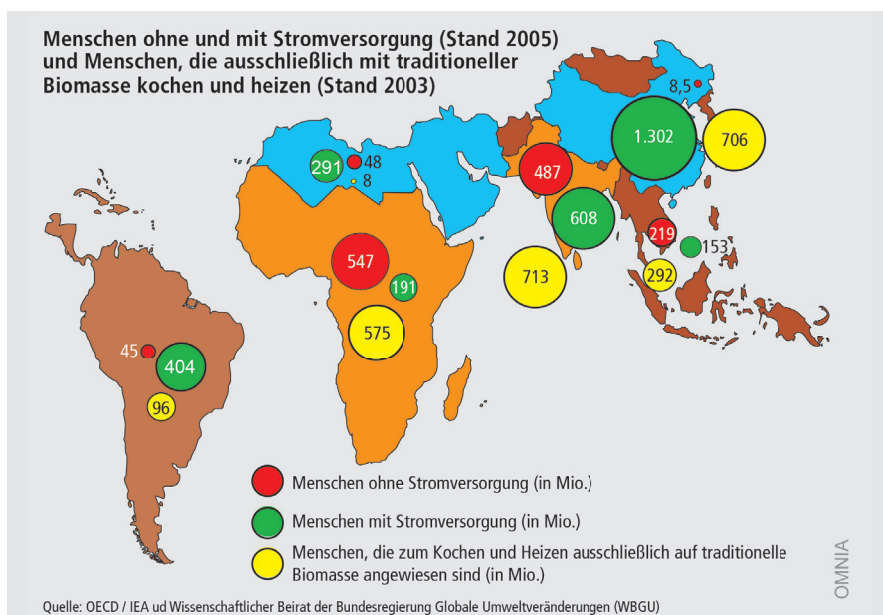 Menschen ohne und mit Stromversorgung (Stand 2005)
und Menschen, die ausschließlich mit traditioneller
Biomasse kochen und heizen (Stand 2003)
8,5
1.302
706
291
48
8
487
608
219
153
547
713
292
191
575
45
404
96
Menschen ohne Stromversorgung (in Mio.)
Menschen mit Stromversorgung (in Mio.)
Menschen, die zum Kochen und Heizen ausschließlich auf traditionelle
Biomasse angewiesen sind (in Mio.)
OMNIA
Quelle: OECD / IEA ud Wissenschaftlicher Beirat der Bundesregierung Globale Umweltveränderungen (WBGU)